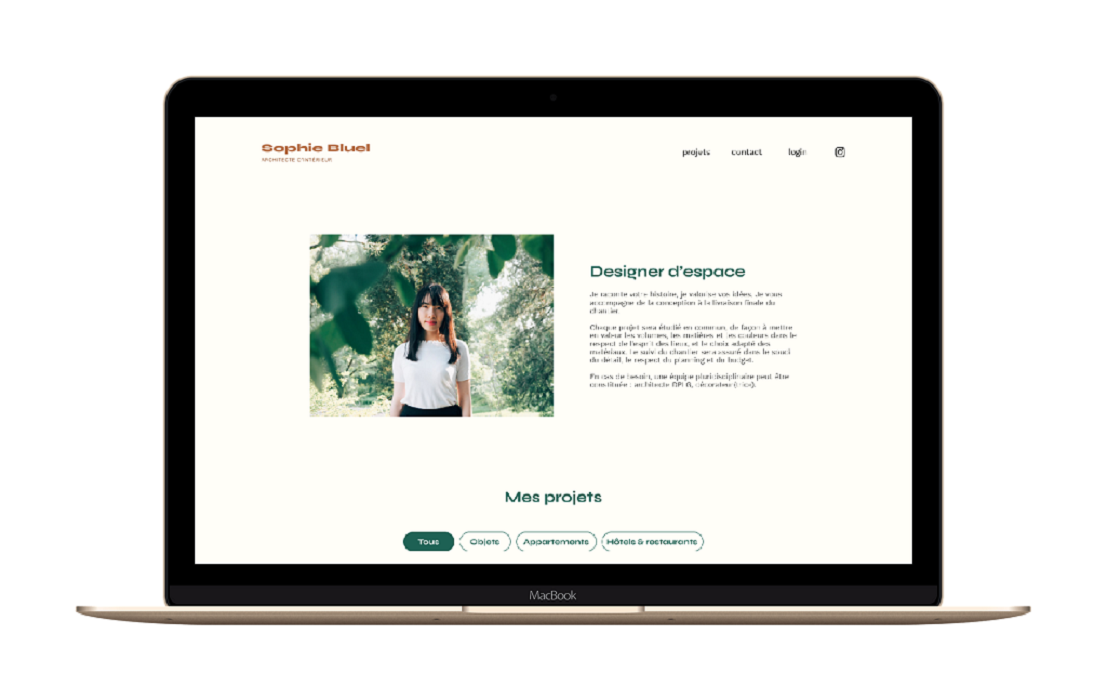 Sophie Bluel
ARCHITECTE D'INTÉRIEUR
projets contact login
Designer d'espace
Je raconte votre histoire, je valorise vos idées. Je vous
accompagne de la conception à la livraison finale du
chantier.
Chaque projet sera étudié en commun, de façon à mettre
en valeur les volumes, les matières et les couleurs dans le
respect de l'esprit des lieux, et le choix adapté des
matériaux. Le suivi du chantier sera assuré dans le souci
du détail, le respect du planning et du budget.
En cas de besoin, une équipe pluridisciplinaire peut être
constituée : architecte DPLG, décorateur(trice).
Mes projets
Tous Objets Appartements Hôtels & restaurants
MacBook